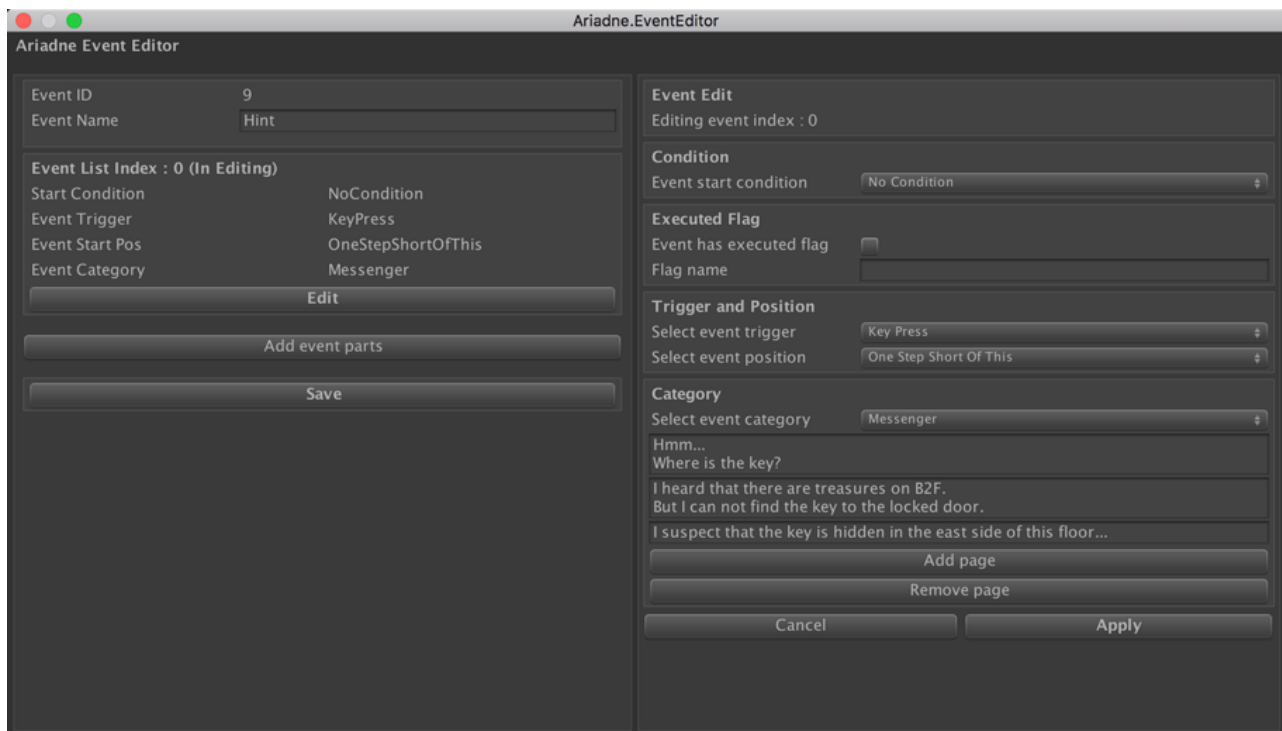 Ariadne.EventEditor
Ariadne Event Editor
Event ID 9
Event Name Hint
Event List Index : 0 (In Editing)
Start Condition NoCondition
Event Trigger KeyPress
Event Start Pos OneStepShortOfThis
Event Category Messenger
Edit
Add event parts
Save
Event Edit
Editing event index : 0
Condition
Event start condition No Condition
Executed Flag
Event has executed flag
Flag name
Trigger and Position
Select event trigger Key Press
Select event position One Step Short Of This
Category
Select event category Messenger
Hmm...
Where is the key?
I heard that there are treasures on B2F.
But I can not find the key to the locked door.
I suspect that the key is hidden in the east side of this floor...
Add page
Remove page
Cancel Apply